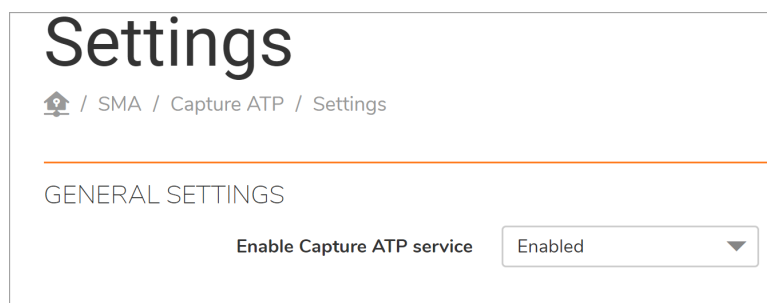 Settings
/ SMA / Capture ATP / Settings
GENERAL SETTINGS
Enable Capture ATP service Enabled